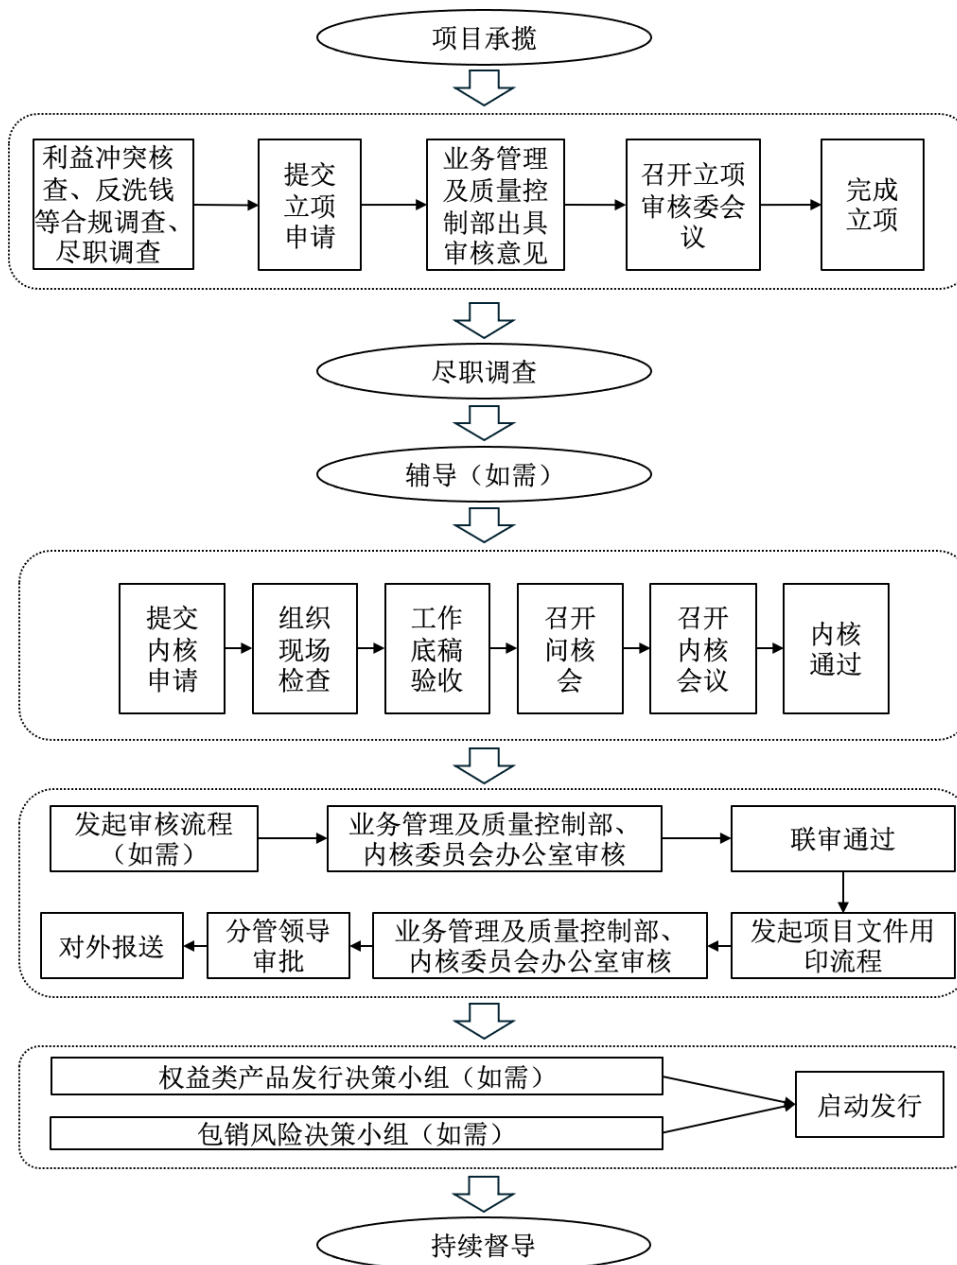 项目承揽
利益冲突核
查、反洗钱
等合规调查、
尽职调查
提交
立项
申请
业务管理
及质量控
制部出具
审核意见
召开立项
审核委会
议
完成
立项
尽职调查
辅导（如需）
提交
内核
申请
组织
现场
检查
工作
底稿
验收
召开
问核
会
召开
内核
会议
内核
通过
发起审核流程
（如需）
业务管理及质量控制部、
内核委员会办公室审核
联审通过
对外报送
分管领导
审批
业务管理及质量控制部、
内核委员会办公室审核
发起项目文件用
印流程
权益类产品发行决策小组（如需）
包销风险决策小组（如需）
启动发行
持续督导